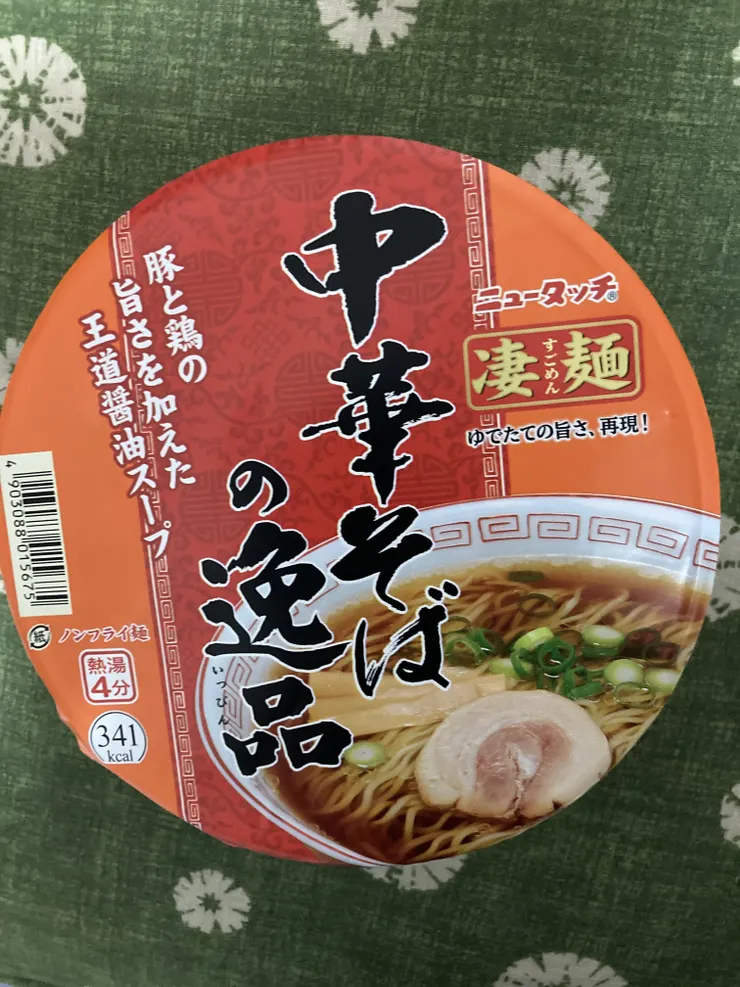 中華そば
の逸品
いっぴん
ニュータッチ®
凄麺
すごめん
ゆでたての旨さ、再現!
豚と鶏の
旨さを加えた
王道醤油スープ
4 903088 015675
紙
ノンフライ麺
熱湯
4分
341
kcal